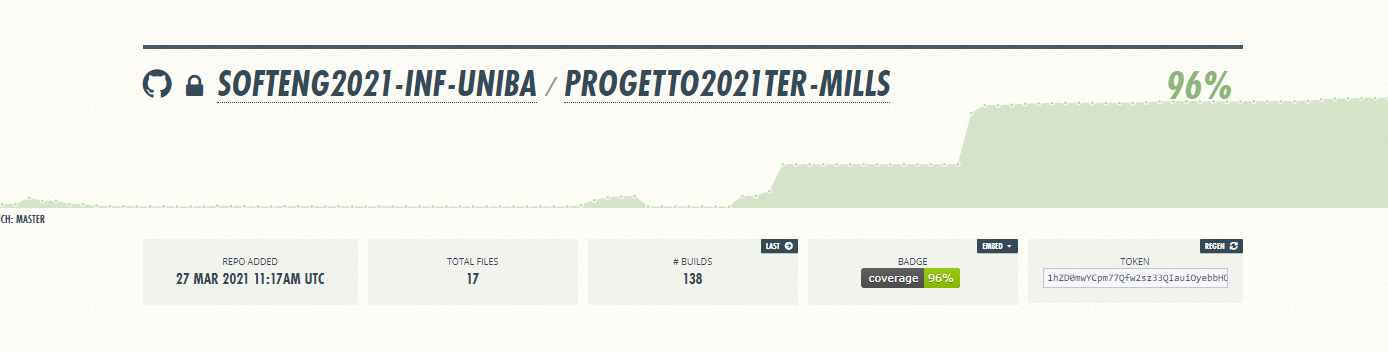 SOFTENG2021-INF-UNIBA / PROGETTO2021TER-MILLS
96%
CH: MASTER
LAST
EMBED
REGEN
REPO ADDED
27 MAR 2021 11:17AM UTC
TOTAL FILES
17
# BUILDS
138
BADGE
coverage 96%
TOKEN
1hZD0mwYCpm77Qfw2sz33QIauiOyebbHC